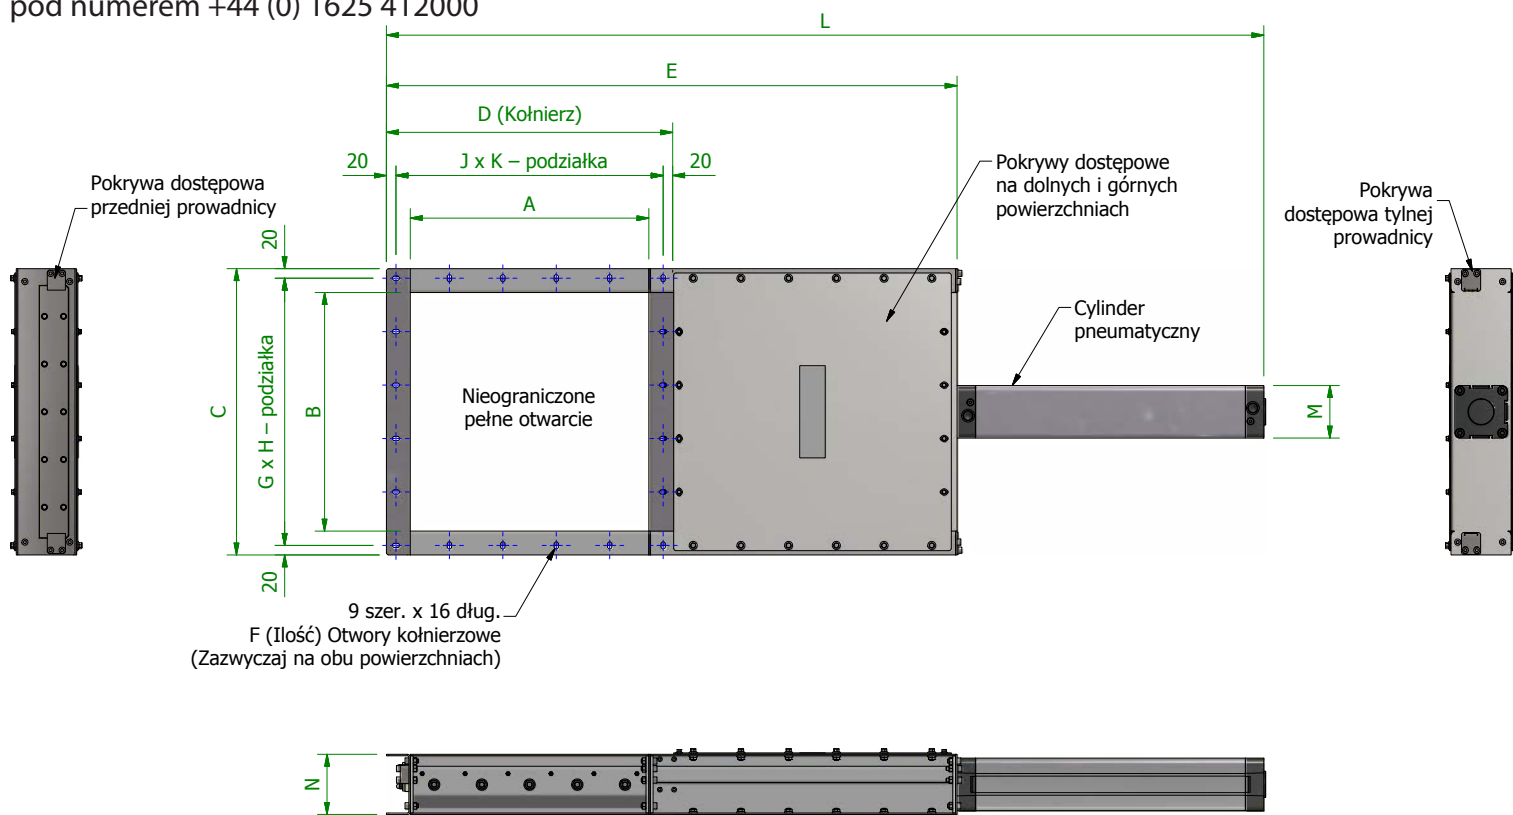 pod numerem +44 (0) 1625 412000
L
E
D (Kołnierz)
20
J x K – podziałka
20
A
Pokrywa dostępowa
przedniej prowadnicy
Pokrywy dostępowe
na dolnych i górnych
powierzchniach
Pokrywa
dostępowa tylnej
prowadnicy
20
C
G x H – podziałka
B
20
Nieograniczone
pełne otwarcie
Cylinder
pneumatyczny
M
9 szer. x 16 dług.
F (Ilość) Otwory kołnierzowe
(Zazwyczaj na obu powierzchniach)
N